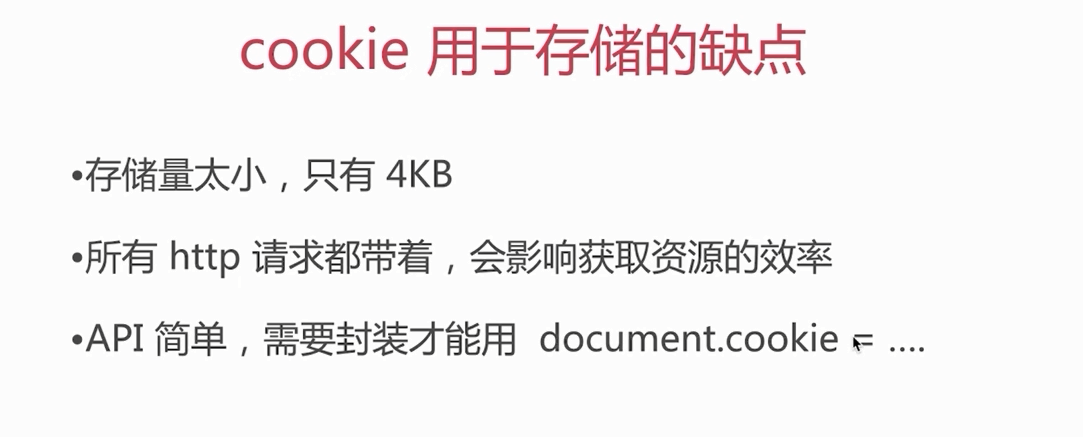 cookie 用于存储的缺点
•存储量太小，只有 4KB
•所有 http 请求都带着，会影响获取资源的效率
•API 简单，需要封装才能用 document.cookie = ....